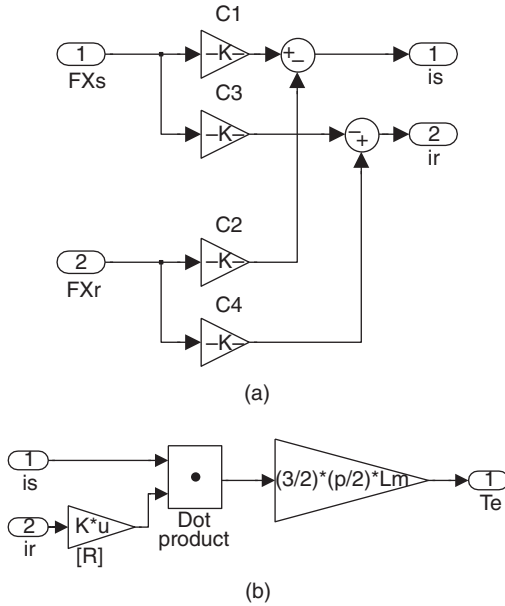 C1
1
FXs
–K–
+
–
1
is
C3
–K–
–
+
2
ir
C2
2
FXr
–K–
C4
–K–
(a)
1
is
2
ir
K*u
[R]
Dot
product
(3/2)*(p/2)*Lm
1
Te
(b)